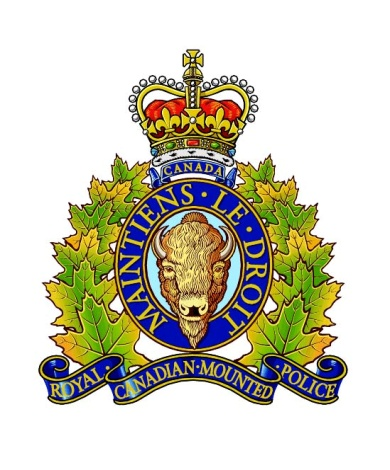 CANADA
MAINTIENS·LE·DROIT
ROYAL·CANADIAN·MOUNTED POLICE